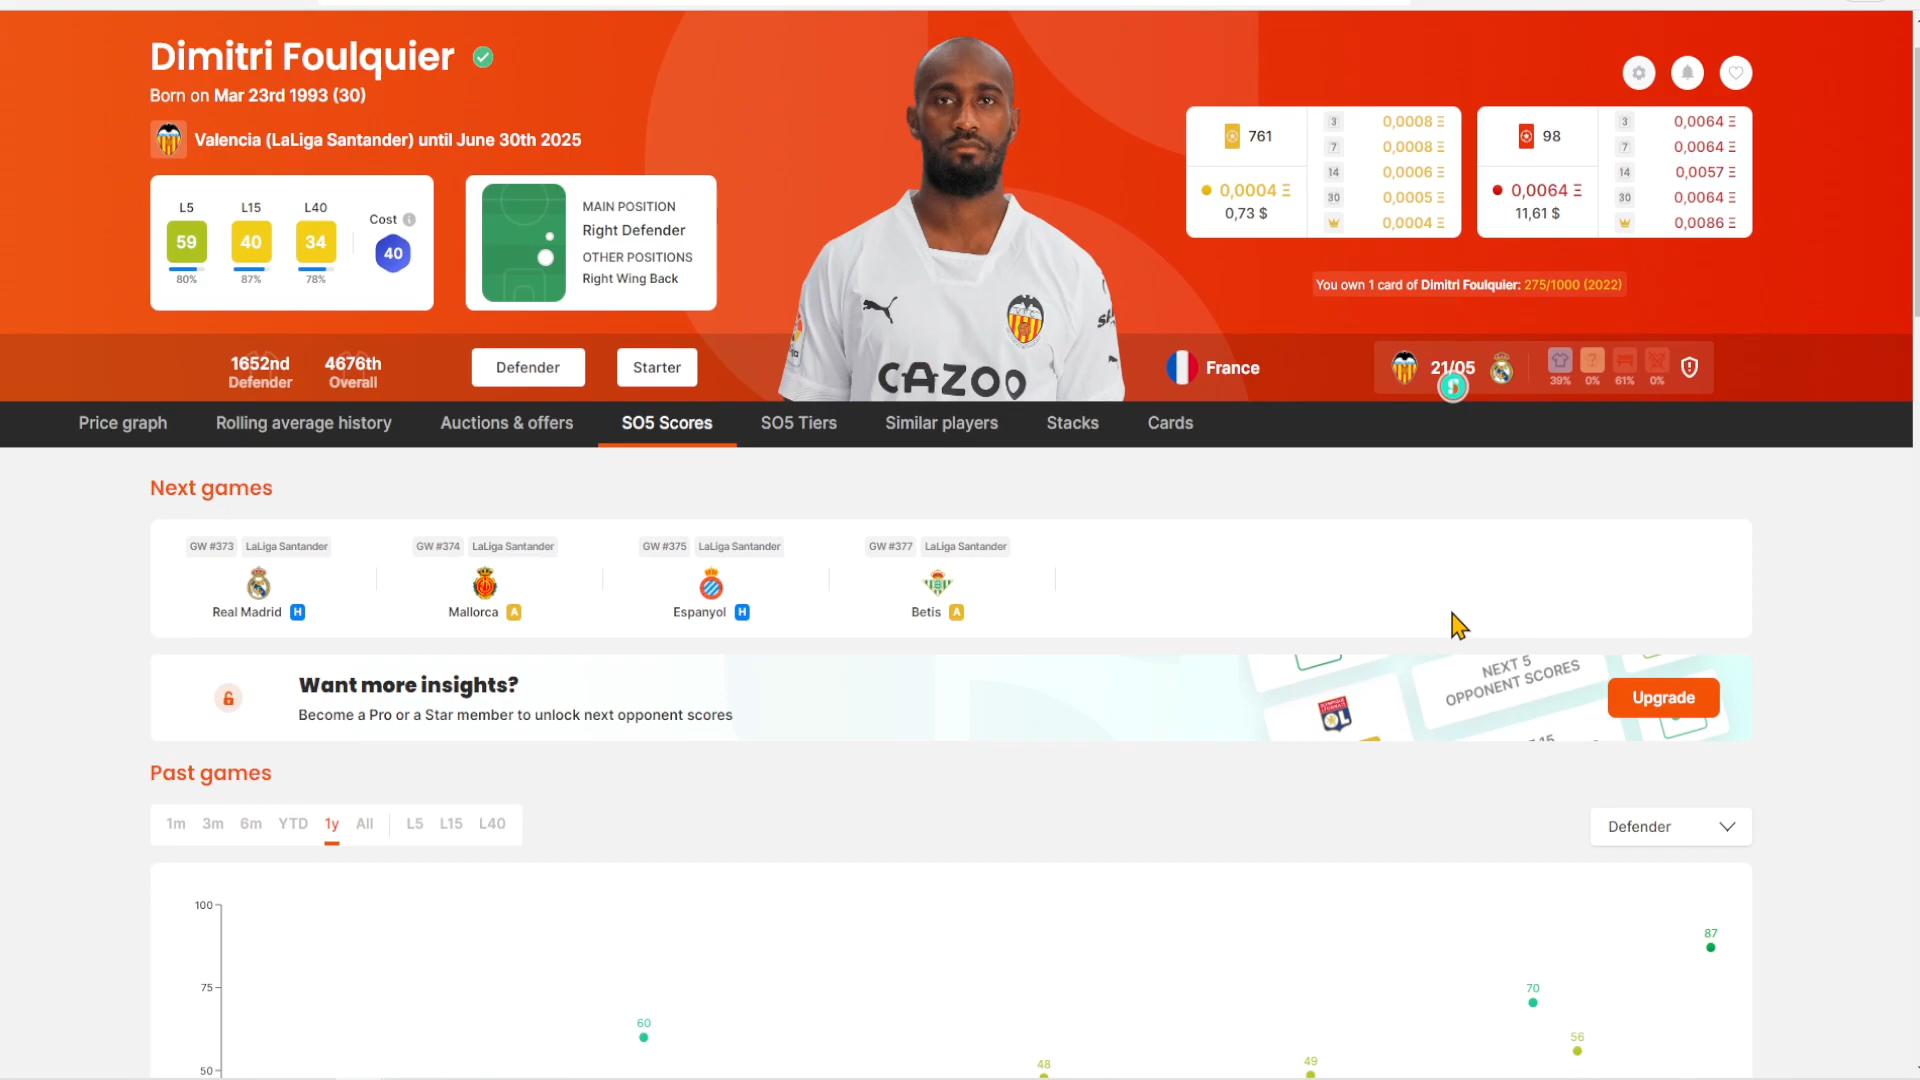 Dimitri Foulquier
Born on Mar 23rd 1993 (30)
Valencia (LaLiga Santander) until June 30th 2025
L5 L15 L40
Cost
59 40 34
40
80% 87% 78%
MAIN POSITION
Right Defender
OTHER POSITIONS
Right Wing Back
CAZOO
761
0,0004 Ξ
0,73 $
3 0,0008 Ξ
7 0,0008 Ξ
14 0,0006 Ξ
30 0,0005 Ξ
0,0004 Ξ
98
0,0064 Ξ
11,61 $
3 0,0064 Ξ
7 0,0064 Ξ
14 0,0057 Ξ
30 0,0064 Ξ
0,0086 Ξ
You own 1 card of Dimitri Foulquier: 275/1000 (2022)
1652nd 4676th
Defender Overall
Defender
Starter
France
21/05
39% 0% 61% 0%
Price graph Rolling average history Auctions & offers SO5 Scores SO5 Tiers Similar players Stacks Cards
Next games
GW #373 LaLiga Santander GW #374 LaLiga Santander GW #375 LaLiga Santander GW #377 LaLiga Santander
Real Madrid H Mallorca A Espanyol H Betis A
Want more insights?
Become a Pro or a Star member to unlock next opponent scores
OL
NEXT 5
OPPONENT SCORES
Upgrade
Past games
1m 3m 6m YTD 1y All L5 L15 L40
Defender
100
87
75
70
60
56
50
48
49